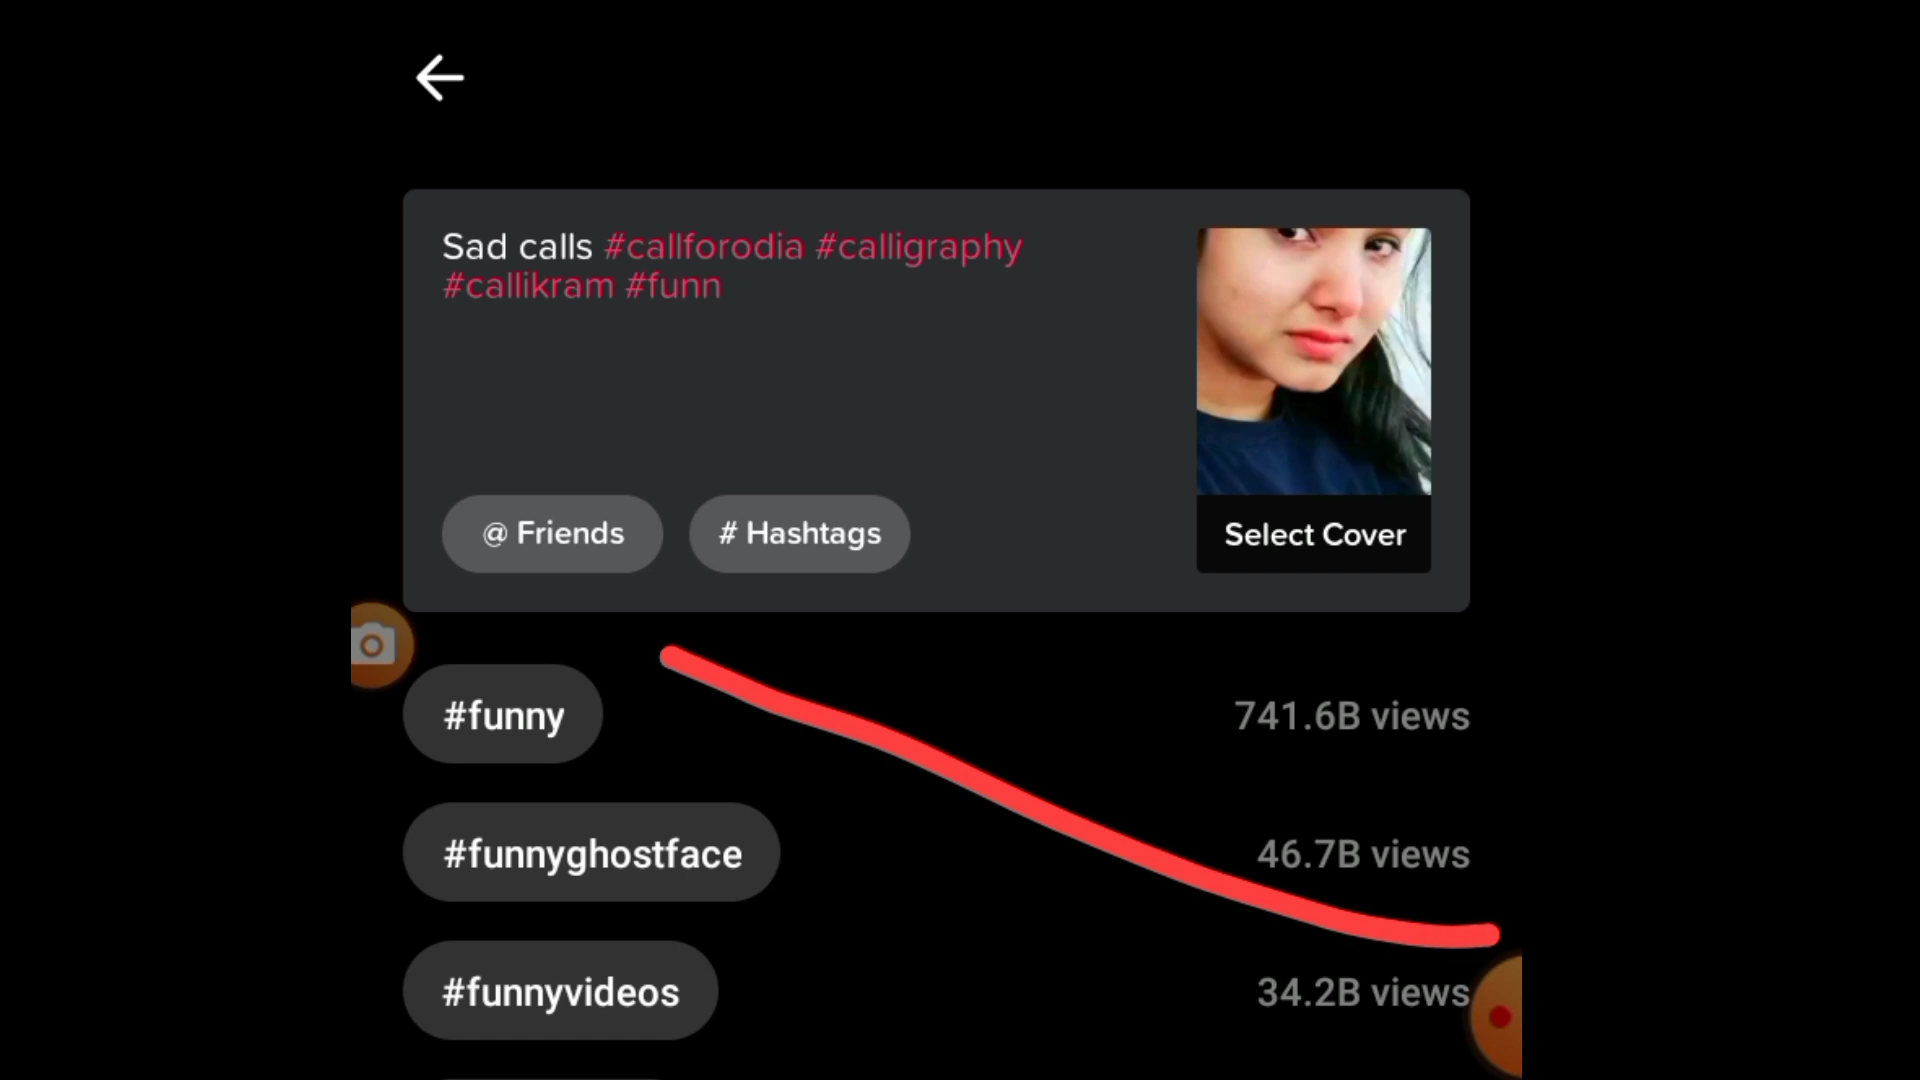 Sad calls #callforodia #calligraphy
#callikram #funn
@ Friends
# Hashtags
Select Cover
#funny
741.6B views
#funnyghostface
46.7B views
#funnyvideos
34.2B views